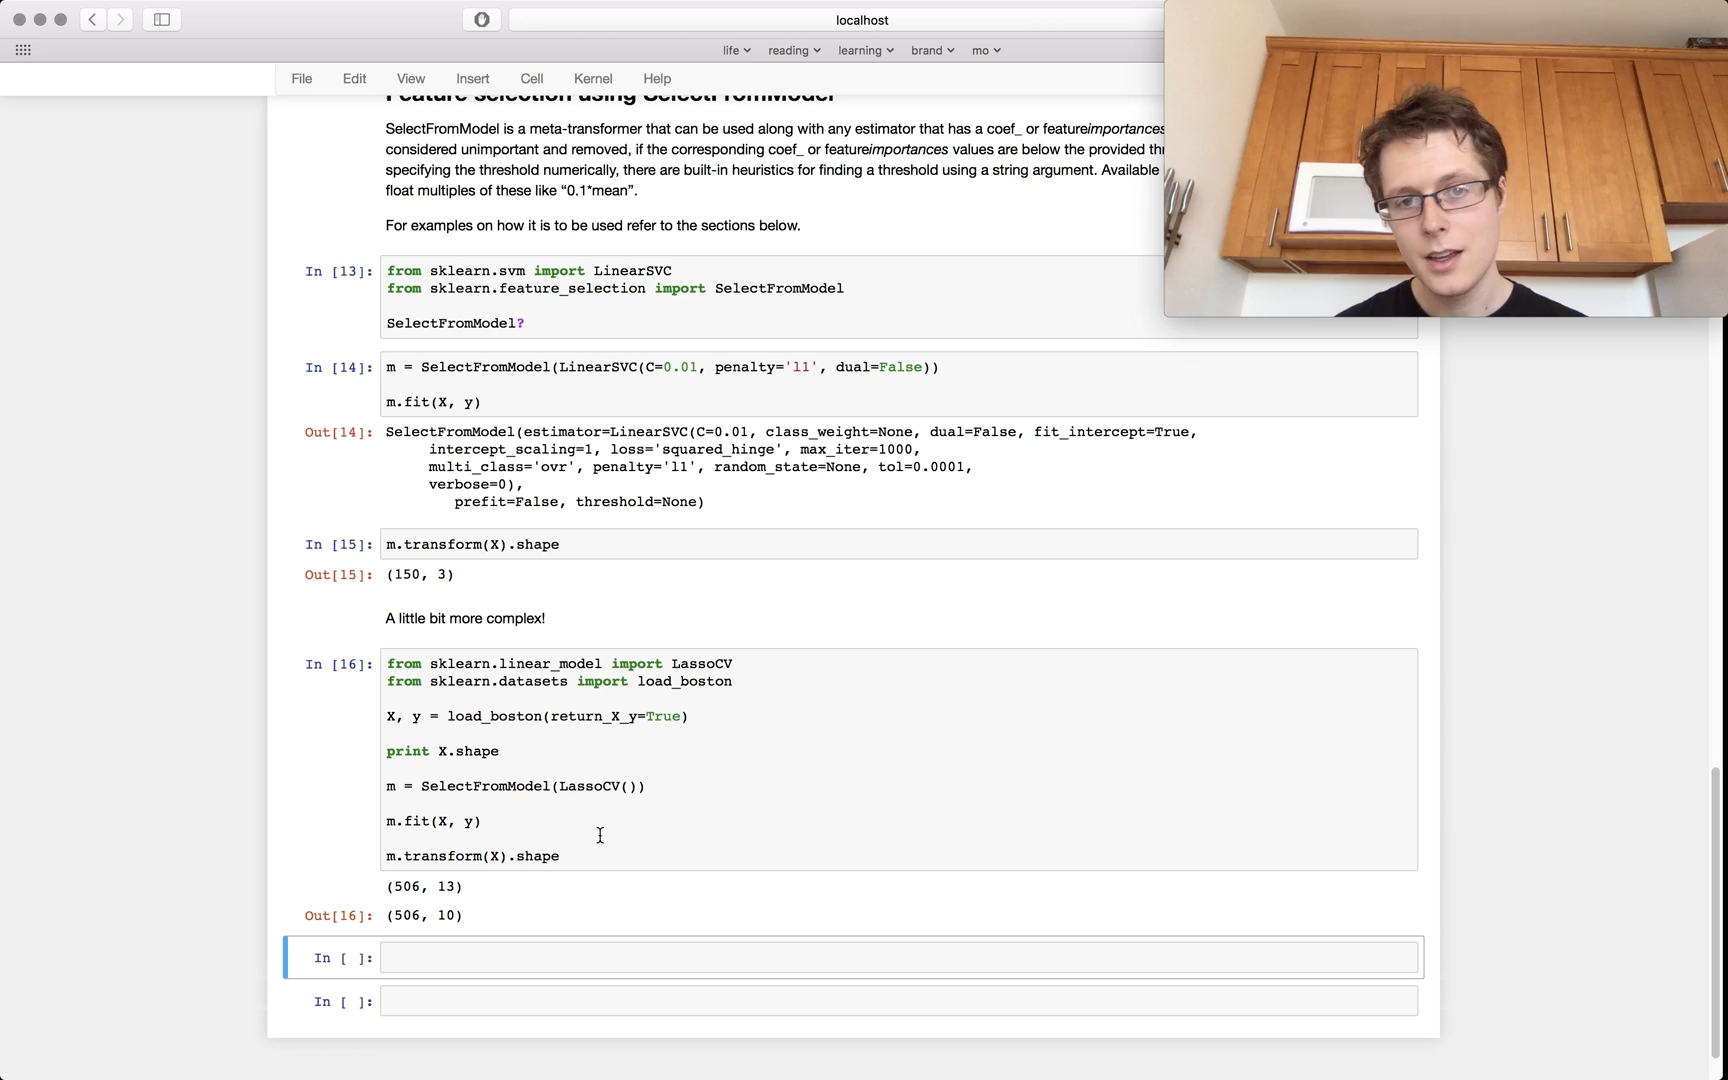 localhost
life reading learning brand mo
File Edit View Insert Cell Kernel Help
Feature selection using SelectFromModel
SelectFromModel is a meta-transformer that can be used along with any estimator that has a coef_ or featureimportances
considered unimportant and removed, if the corresponding coef_ or featureimportances values are below the provided
specifying the threshold numerically, there are built-in heuristics for finding a threshold using a string argument. Available
float multiples of these like “0.1*mean”.
For examples on how it is to be used refer to the sections below.
In [13]: from sklearn.svm import LinearSVC
from sklearn.feature_selection import SelectFromModel
SelectFromModel?
In [14]: m = SelectFromModel(LinearSVC(C=0.01, penalty='l1', dual=False))
m.fit(X, y)
Out[14]: SelectFromModel(estimator=LinearSVC(C=0.01, class_weight=None, dual=False, fit_intercept=True,
intercept_scaling=1, loss='squared_hinge', max_iter=1000,
multi_class='ovr', penalty='l1', random_state=None, tol=0.0001,
verbose=0),
prefit=False, threshold=None)
In [15]: m.transform(X).shape
Out[15]: (150, 3)
A little bit more complex!
In [16]: from sklearn.linear_model import LassoCV
from sklearn.datasets import load_boston
X, y = load_boston(return_X_y=True)
print X.shape
m = SelectFromModel(LassoCV())
m.fit(X, y)
m.transform(X).shape
(506, 13)
Out[16]: (506, 10)
In [ ]:
In [ ]: